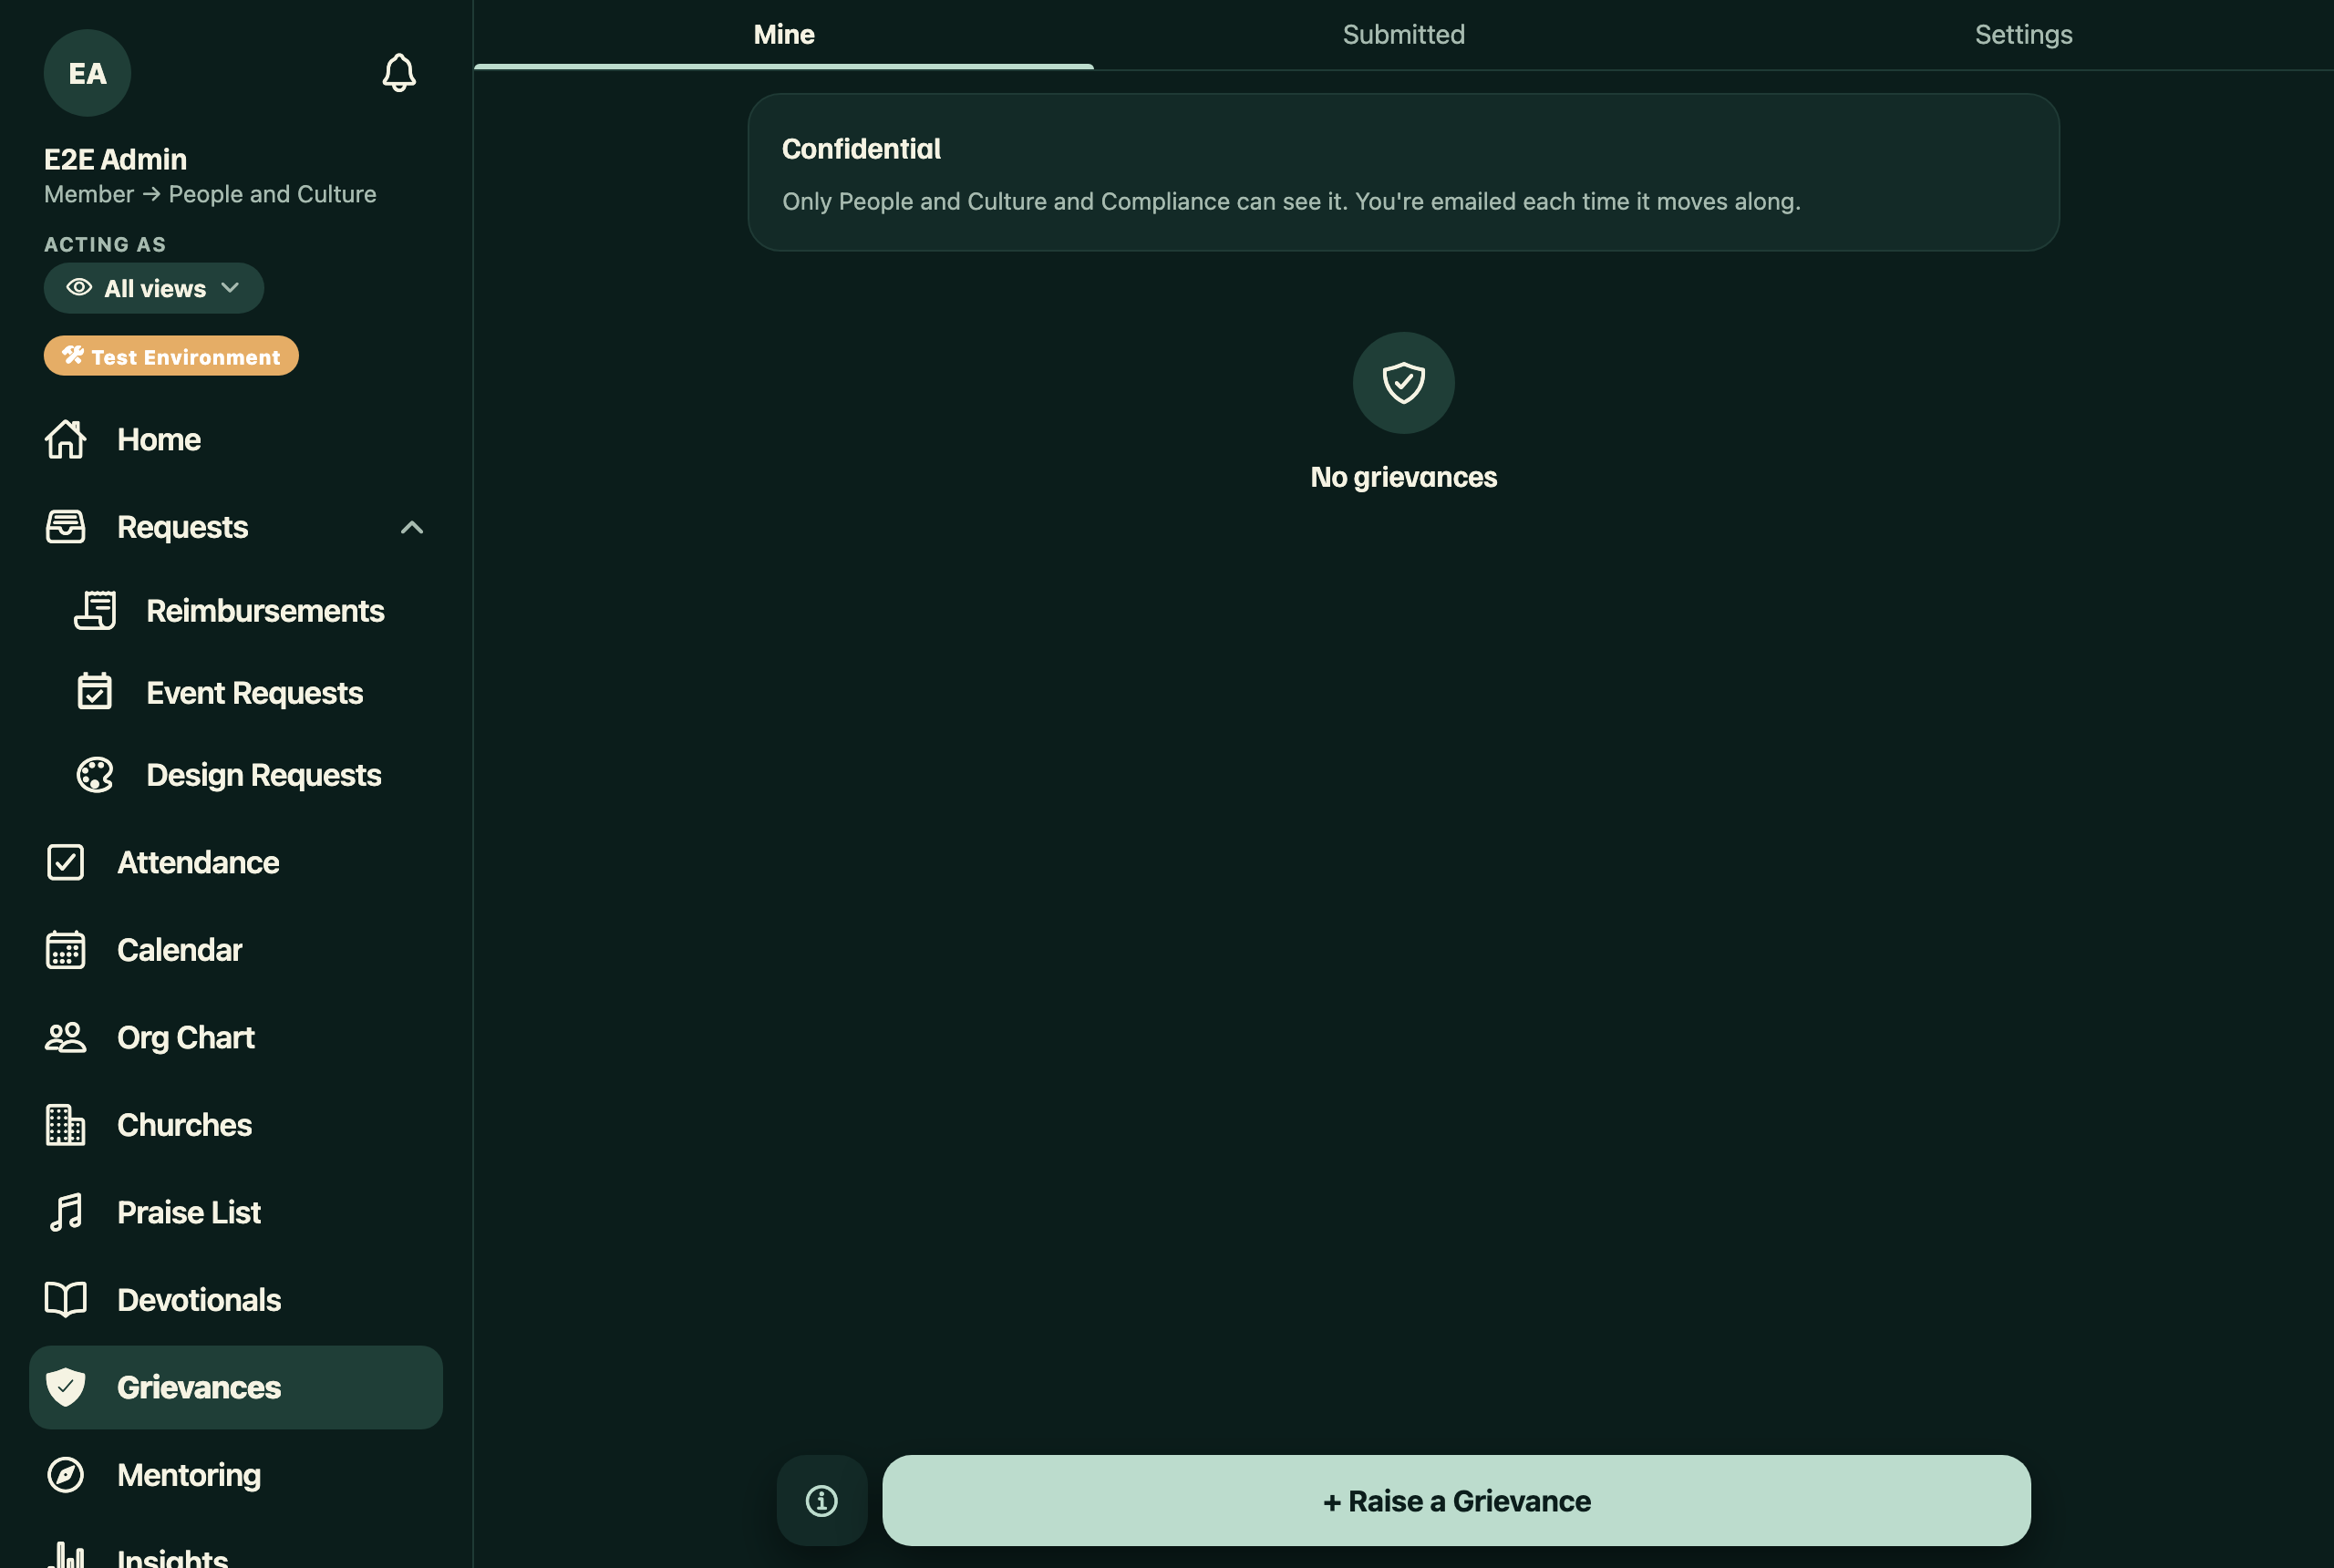 EA
E2E Admin
Member → People and Culture
ACTING AS
All views
Test Environment
Home
Requests
Reimbursements
Event Requests
Design Requests
Attendance
Calendar
Org Chart
Churches
Praise List
Devotionals
Grievances
Mentoring
Insights
Mine
Submitted
Settings
Confidential
Only People and Culture and Compliance can see it. You're emailed each time it moves along.
No grievances
+ Raise a Grievance